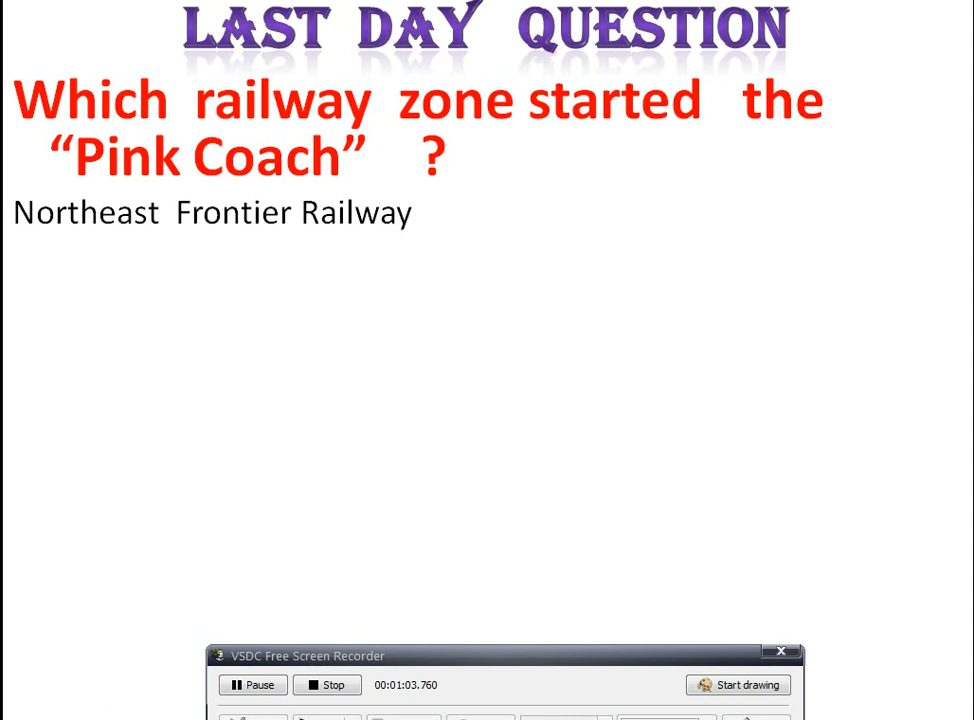 LAST DAY QUESTION
Which railway zone started the
“Pink Coach” ?
Northeast Frontier Railway
VSDC Free Screen Recorder
Pause Stop 00:01:03.760 Start drawing